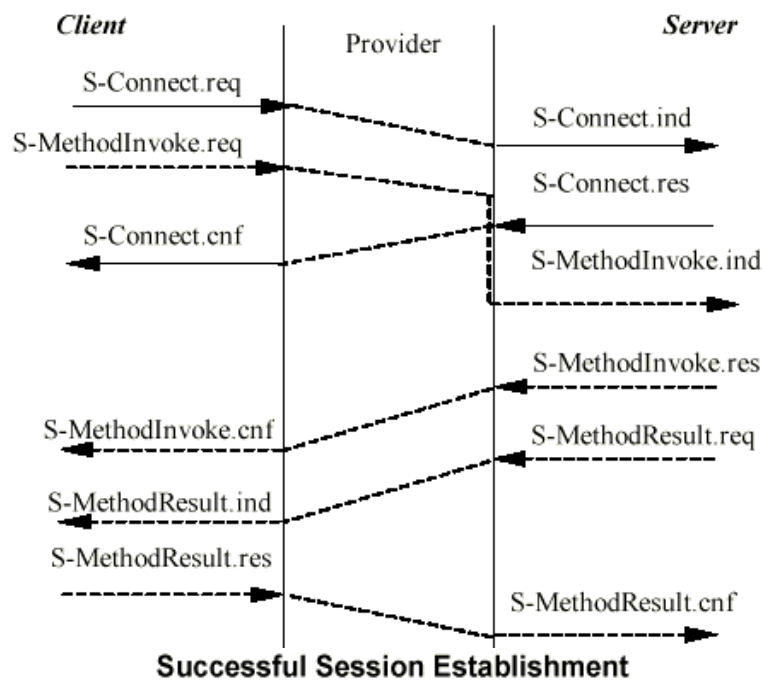 Client
Provider
Server
S-Connect.req
S-Connect.ind
S-MethodInvoke.req
S-Connect.res
S-Connect.cnf
S-MethodInvoke.ind
S-MethodInvoke.res
S-MethodInvoke.cnf
S-MethodResult.req
S-MethodResult.ind
S-MethodResult.res
S-MethodResult.cnf
Successful Session Establishment